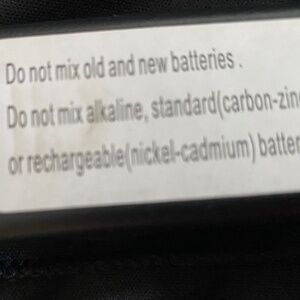 Do not mix old and new batteries .
Do not mix alkaline, standard(carbon-zin
or rechargeable(nickel-cadmium) batter